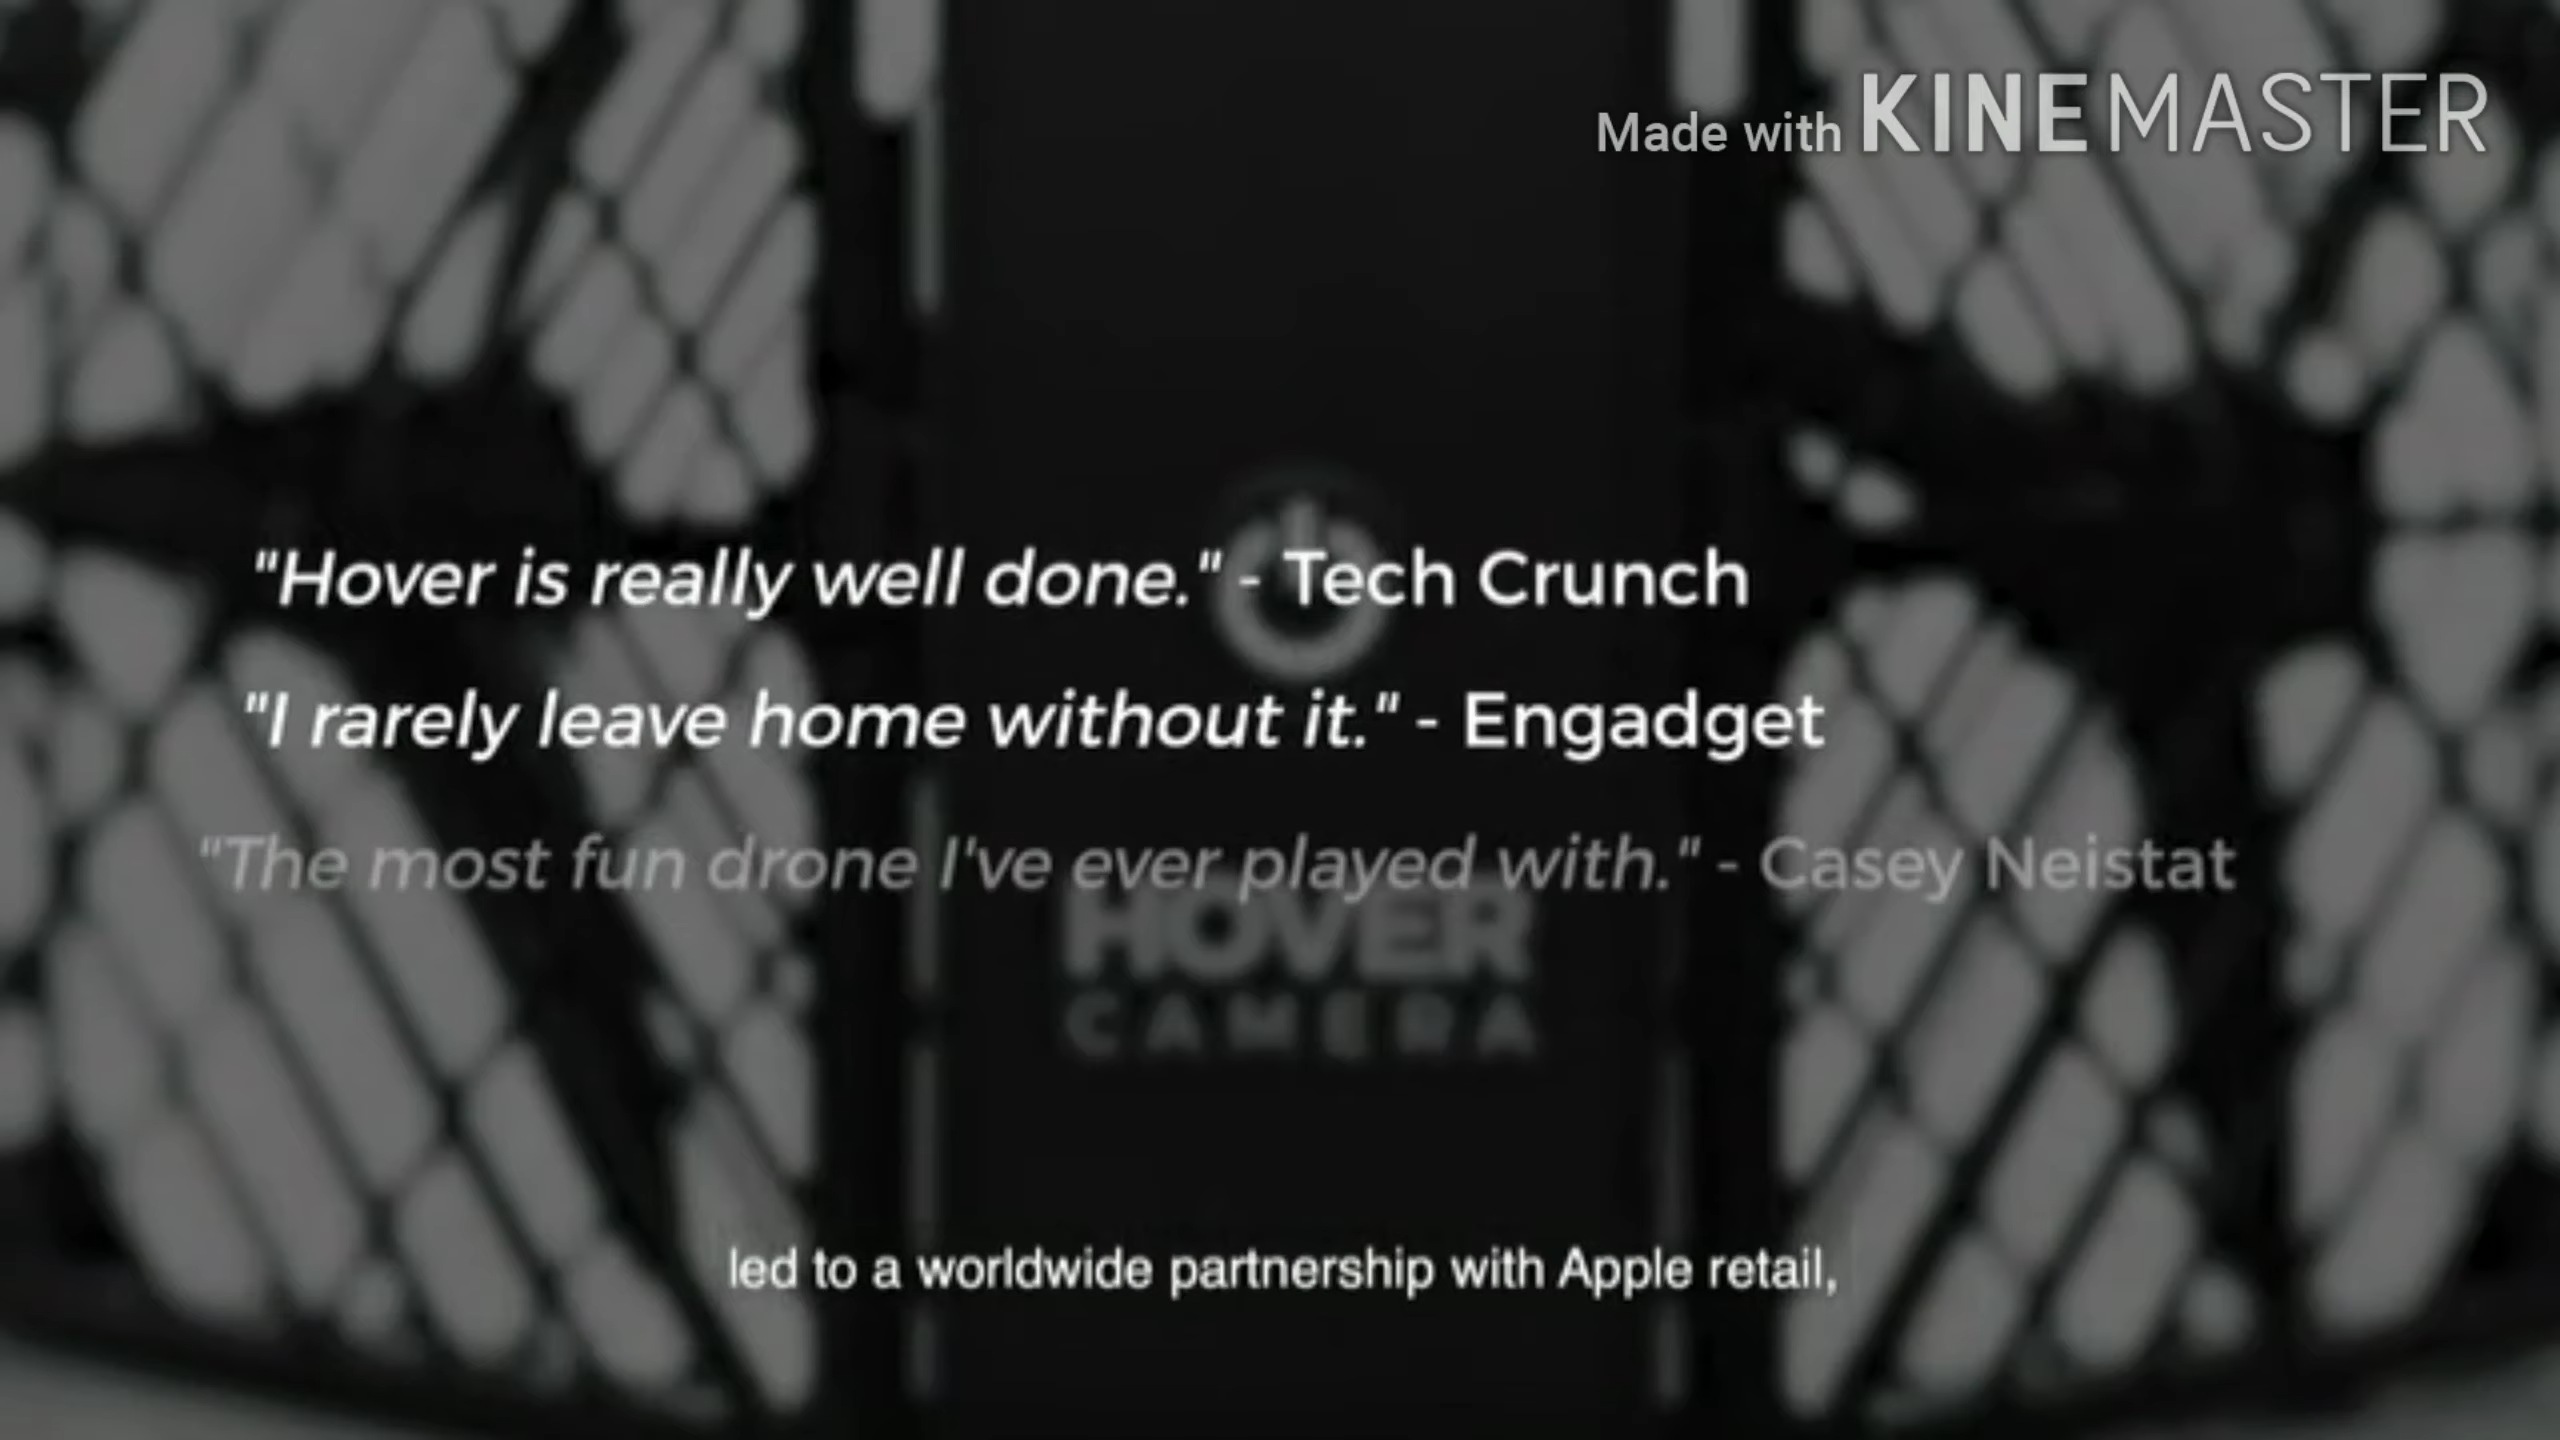 Made with KINEMASTER
"Hover is really well done." - Tech Crunch
"I rarely leave home without it." - Engadget
"The most fun drone I've ever played with." - Casey Neistat
HOVER
CAMERA
led to a worldwide partnership with Apple retail,